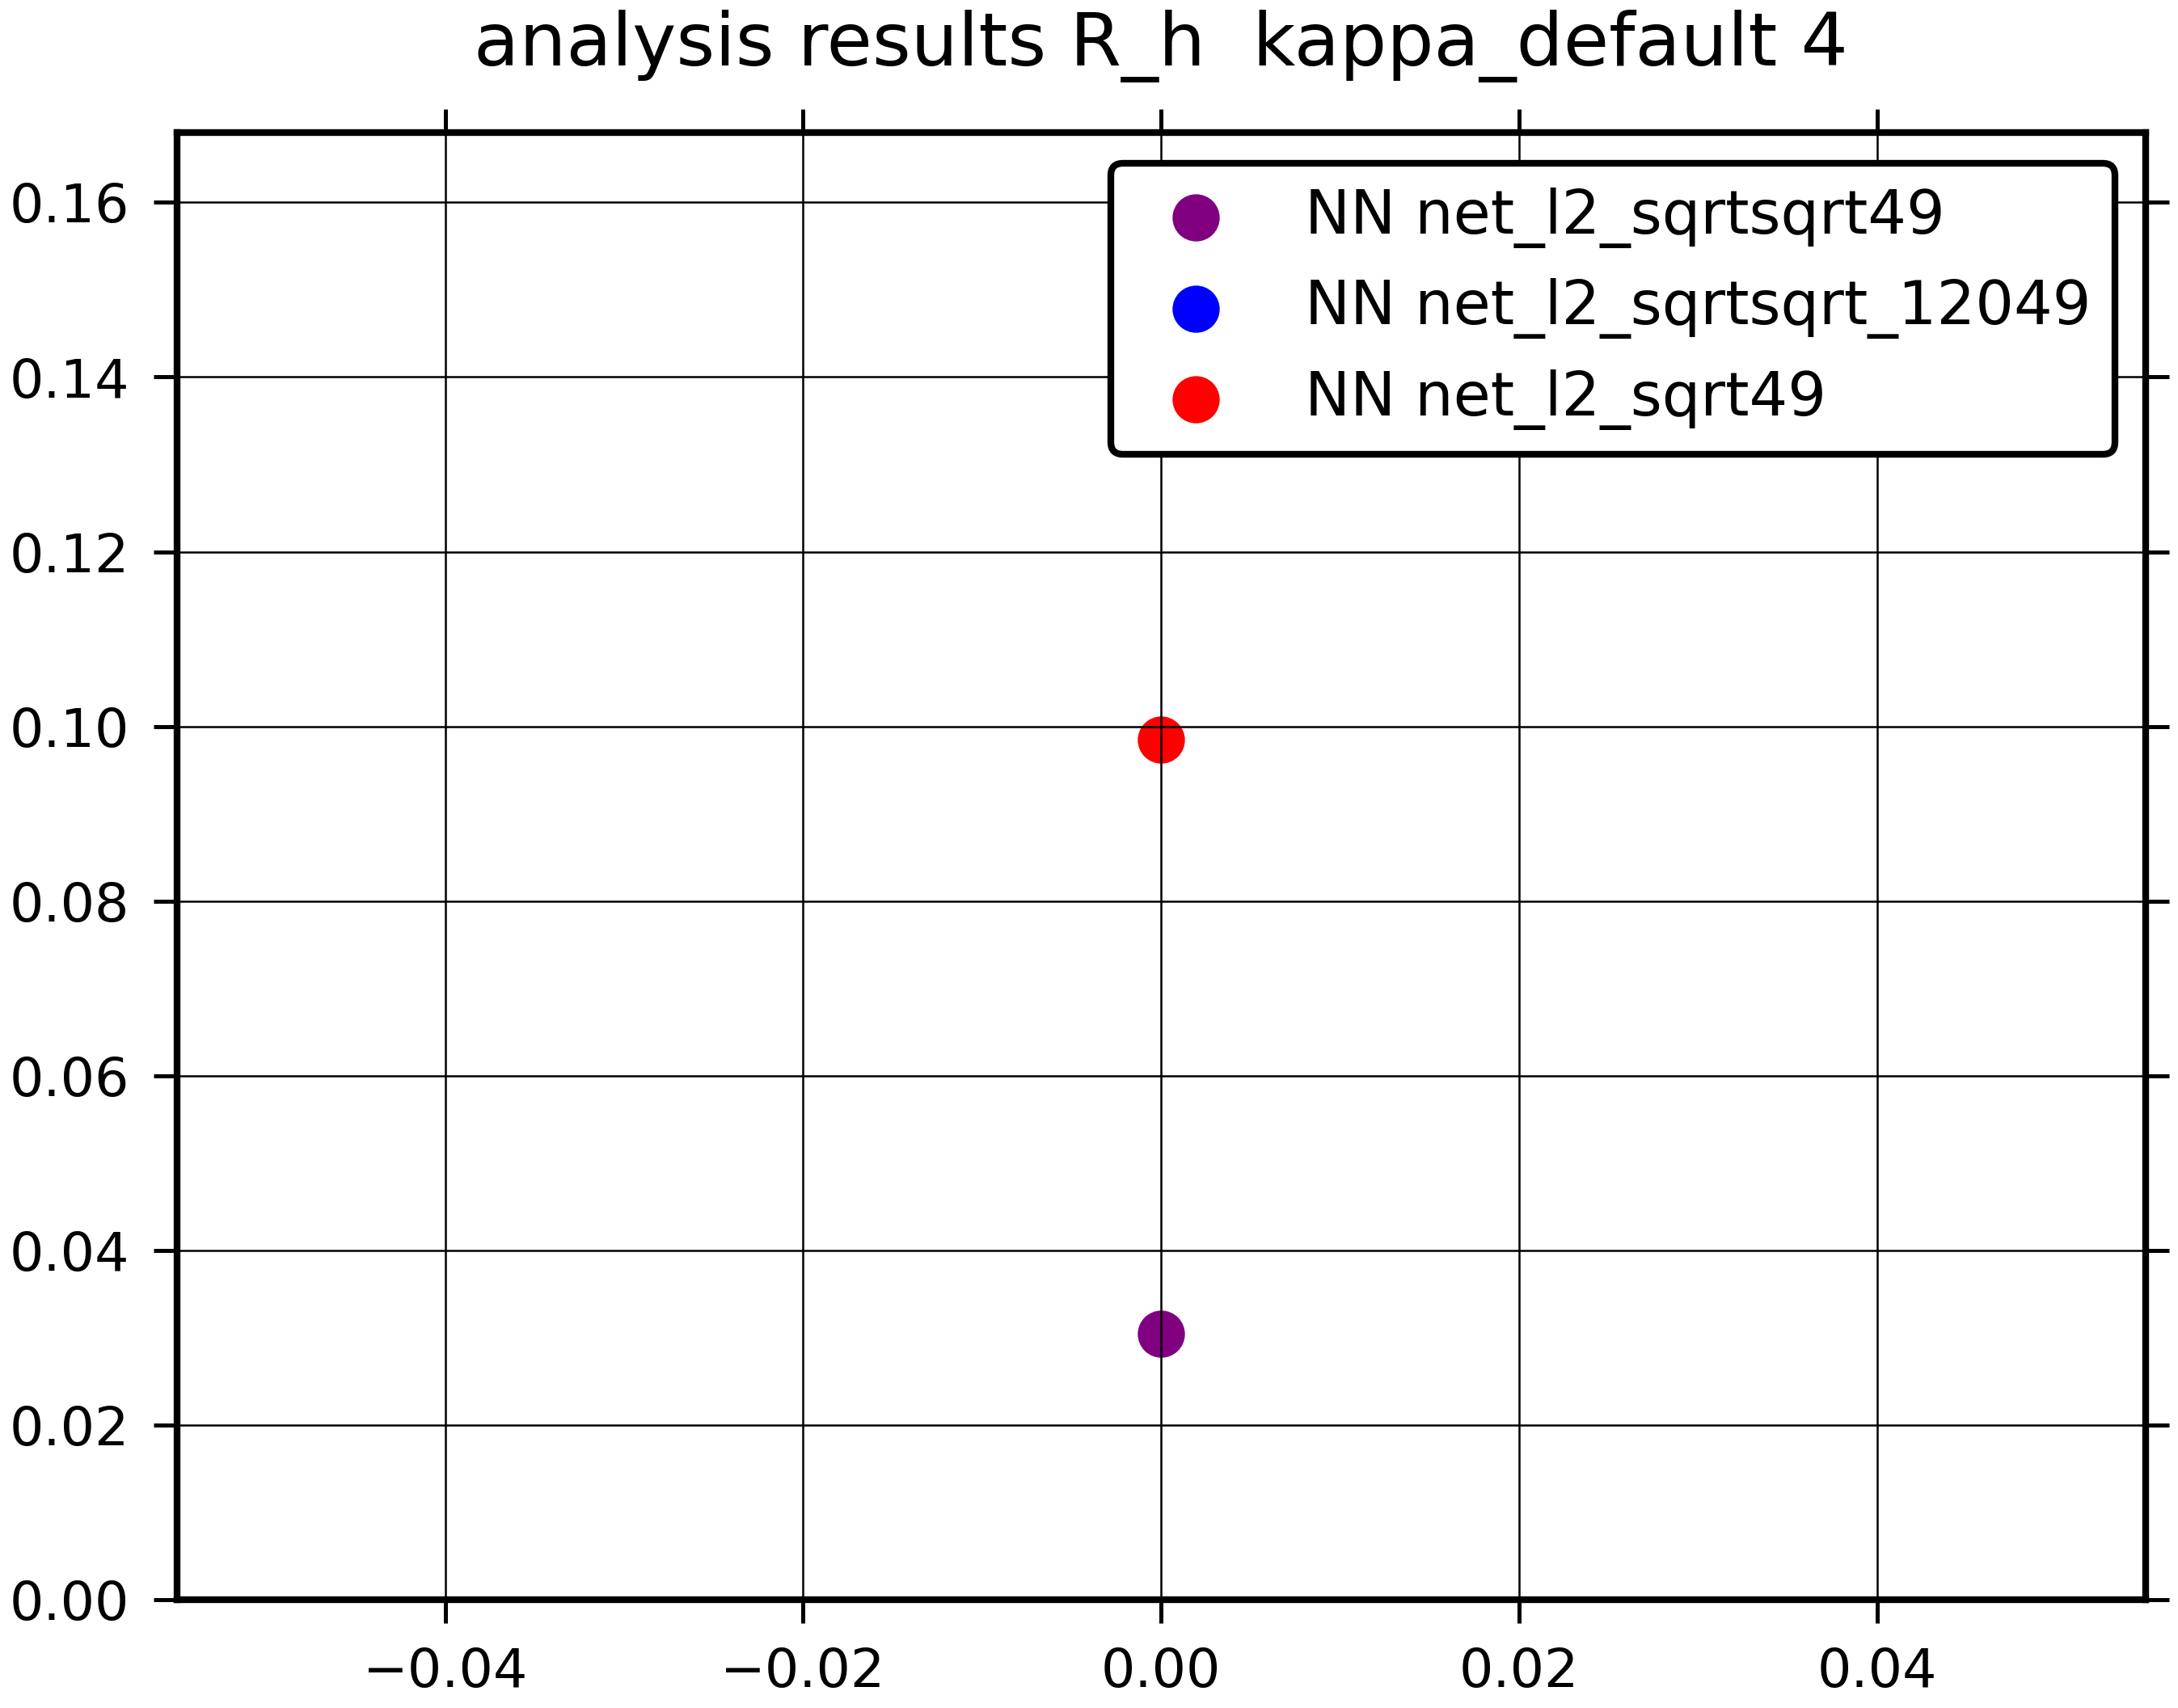 analysis results R_h  kappa_default 4
NN net_l2_sqrtsqrt49
NN net_l2_sqrtsqrt_12049
NN net_l2_sqrt49
0.16
0.14
0.12
0.10
0.08
0.06
0.04
0.02
0.00
−0.04 −0.02 0.00 0.02 0.04